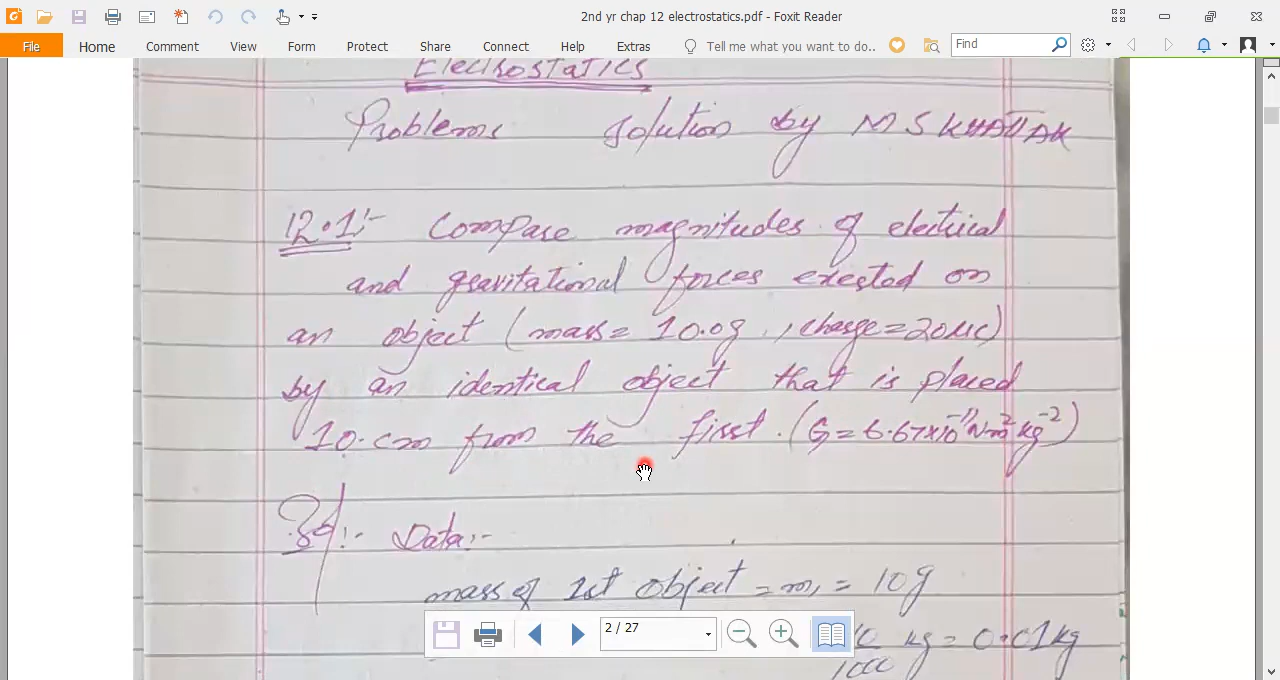 2nd yr chap 12 electrostatics.pdf - Foxit Reader
File Home Comment View Form Protect Share Connect Help Extras Tell me what you want to do.. Find
Electrostatics
Problems solution by M S KHATTAK
12.1:- Compare magnitudes of electrical
and gravitational forces exerted on
an object (mass = 10.0g , charge = 20μc)
by an identical object that is placed
10.cm from the first. (G = 6.67×10⁻¹¹Nm²kg⁻²)
Sol:- Data:-
mass of 1st object = m₁ = 10g
2 / 27
10/1000 kg = 0.01kg